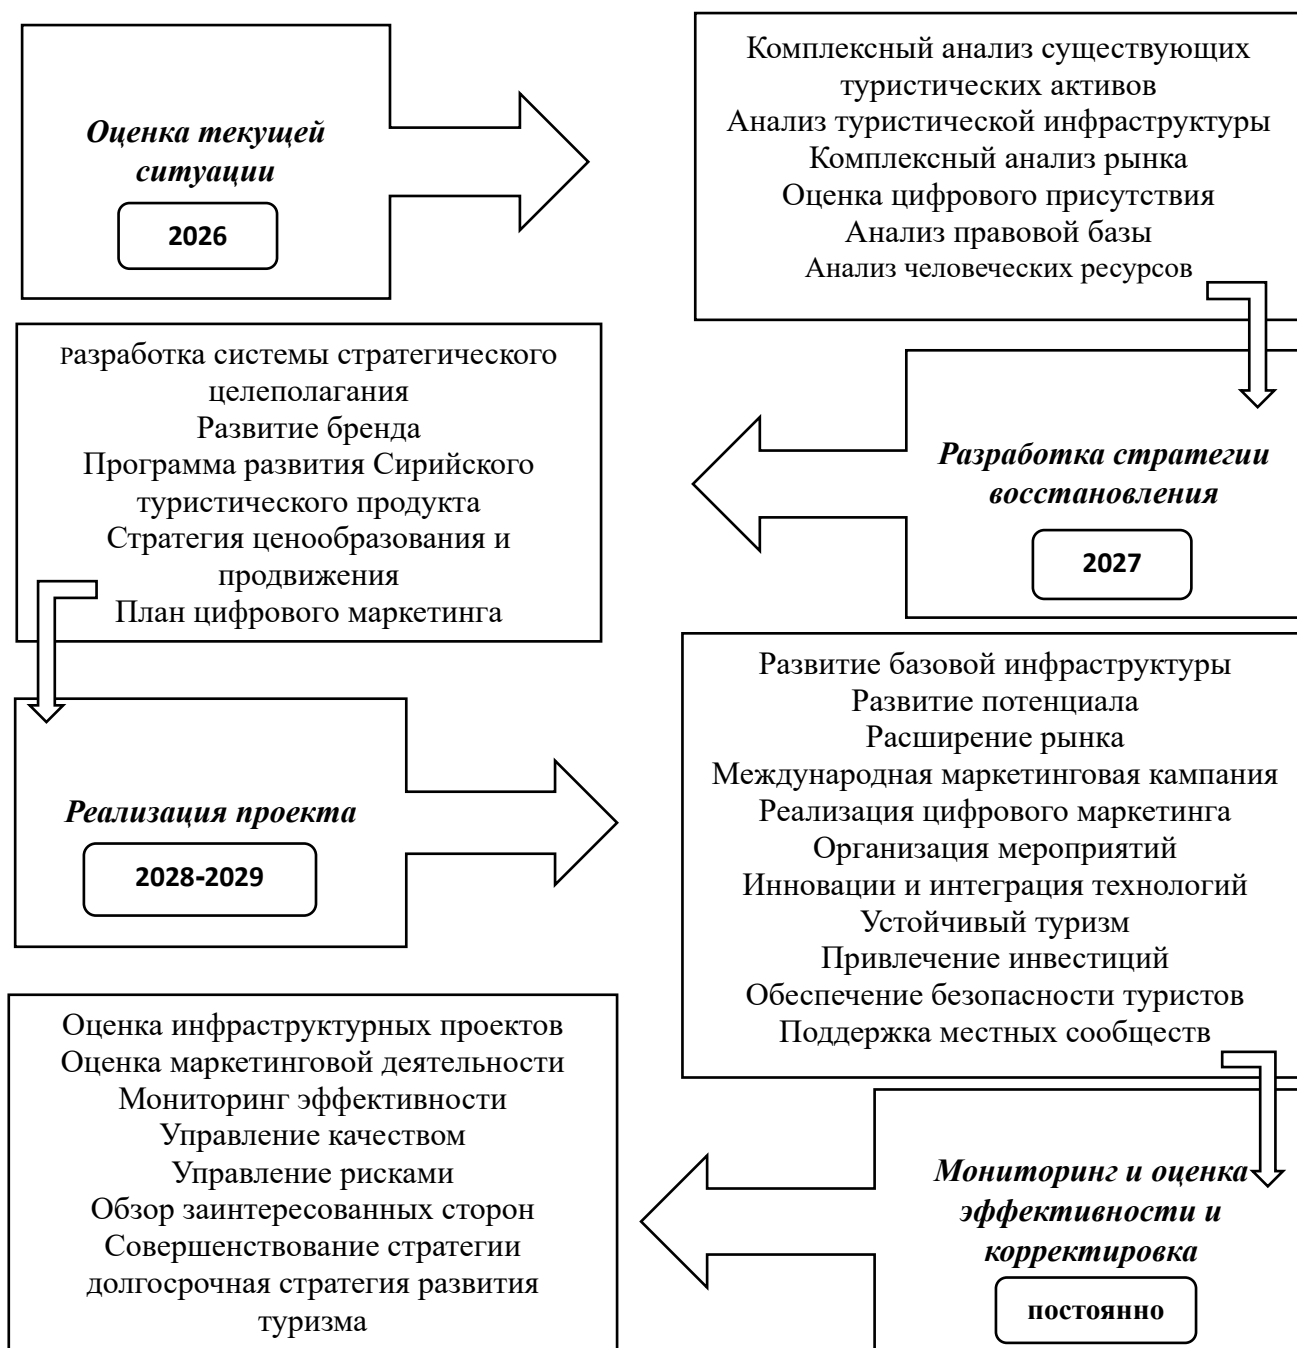 Оценка текущей
ситуации
2026
Комплексный анализ существующих
туристических активов
Анализ туристической инфраструктуры
Комплексный анализ рынка
Оценка цифрового присутствия
Анализ правовой базы
Анализ человеческих ресурсов
Разработка стратегии
восстановления
2027
Разработка системы стратегического
целеполагания
Развитие бренда
Программа развития Сирийского
туристического продукта
Стратегия ценообразования и
продвижения
План цифрового маркетинга
Реализация проекта
2028-2029
Развитие базовой инфраструктуры
Развитие потенциала
Расширение рынка
Международная маркетинговая кампания
Реализация цифрового маркетинга
Организация мероприятий
Инновации и интеграция технологий
Устойчивый туризм
Привлечение инвестиций
Обеспечение безопасности туристов
Поддержка местных сообществ
Мониторинг и оценка
эффективности и
корректировка
постоянно
Оценка инфраструктурных проектов
Оценка маркетинговой деятельности
Мониторинг эффективности
Управление качеством
Управление рисками
Обзор заинтересованных сторон
Совершенствование стратегии
долгосрочная стратегия развития
туризма